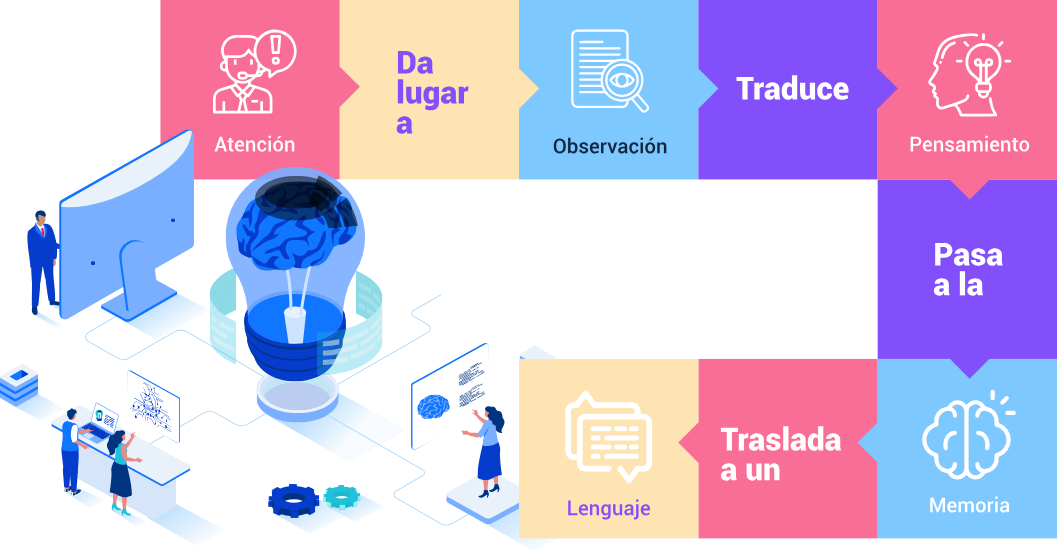 Atención
Da
lugar
a
Observación
Traduce
Pensamiento
Pasa
a la
Memoria
Traslada
a un
Lenguaje